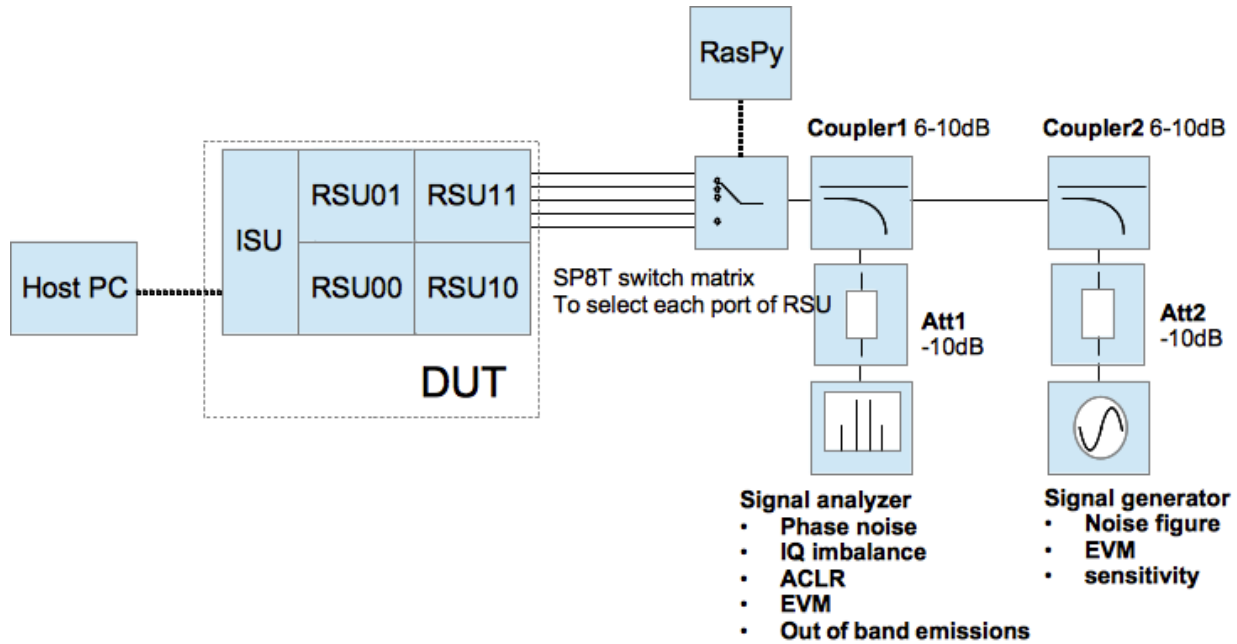 RasPy
Coupler1 6-10dB
Coupler2 6-10dB
RSU01
RSU11
ISU
Host PC
RSU00
RSU10
SP8T switch matrix
To select each port of RSU
Att1
-10dB
Att2
-10dB
DUT
Signal analyzer
• Phase noise
• IQ imbalance
• ACLR
• EVM
• Out of band emissions
Signal generator
• Noise figure
• EVM
• sensitivity